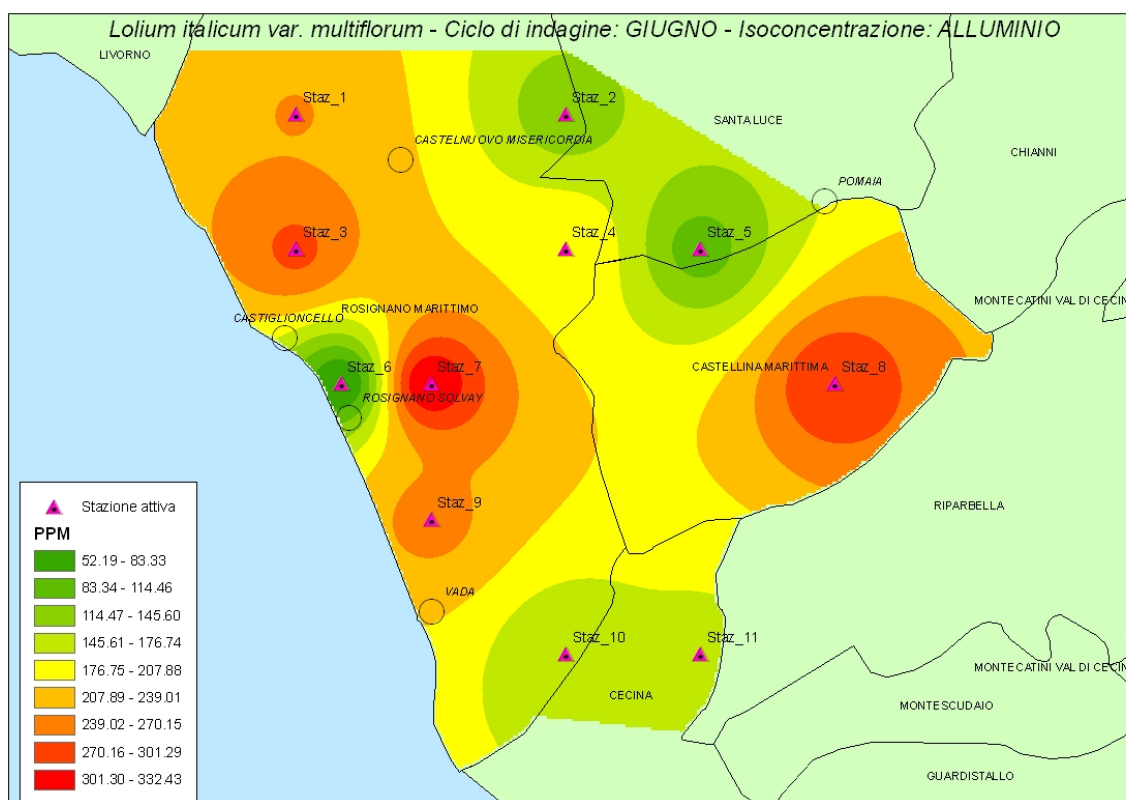 Lolium italicum var. multiflorum - Ciclo di indagine: GIUGNO - Isoconcentrazione: ALLUMINIO
LIVORNO
Staz_1
Staz_2
SANTA LUCE
CASTELNUOVO MISERICORDIA
CHIANNI
POMAIA
Staz_3
Staz_4
Staz_5
MONTECATINI VAL DI CECIN
ROSIGNANO MARITTIMO
CASTIGLIONCELLO
Staz_6
Staz_7
CASTELLINA MARITTIMA
Staz_8
ROSIGNANO SOLVAY
Staz_9
RIPARBELLA
VADA
Staz_10
Staz_11
CECINA
MONTECATINI VAL DI CECIN
MONTESCUDAIO
GUARDISTALLO
Stazione attiva
PPM
52.19 - 83.33
83.34 - 114.46
114.47 - 145.60
145.61 - 176.74
176.75 - 207.88
207.89 - 239.01
239.02 - 270.15
270.16 - 301.29
301.30 - 332.43